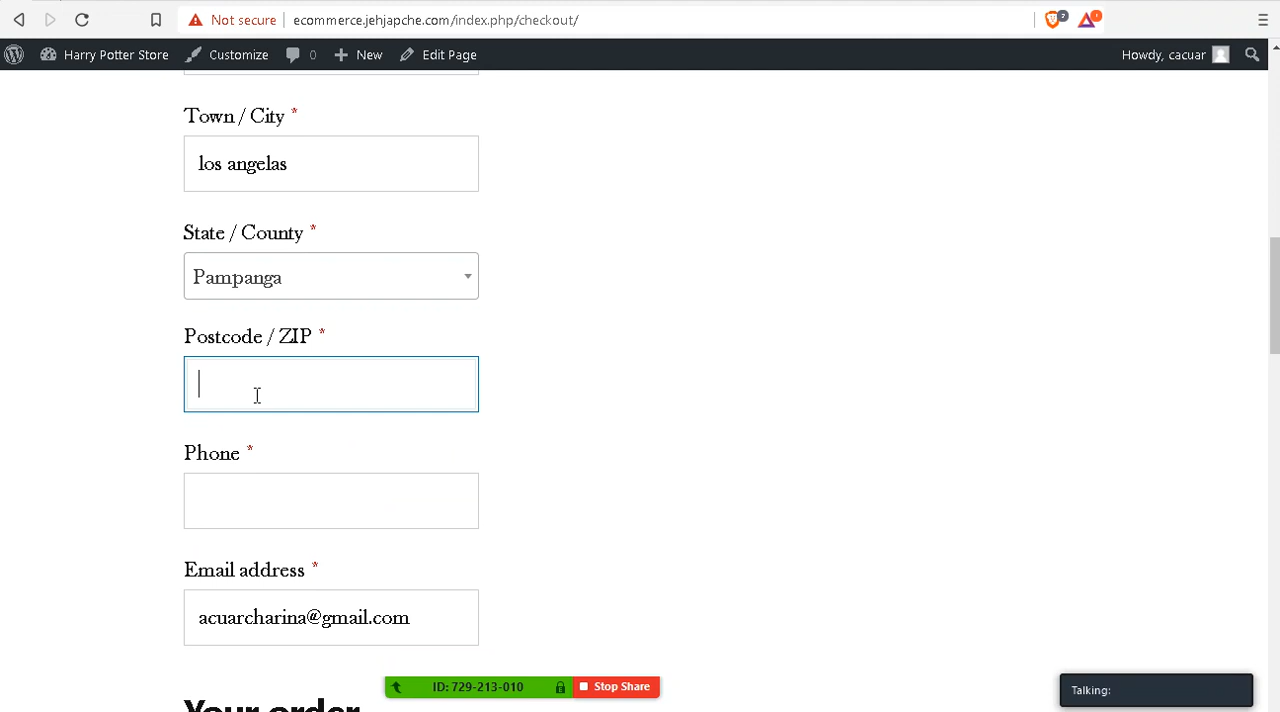 Not secure ecommerce.jehjapche.com/index.php/checkout/ 2 1
Harry Potter Store Customize 0 New Edit Page Howdy, cacuar
Town / City *
los angelas
State / County *
Pampanga
Postcode / ZIP *
Phone *
Email address *
acuarcharina@gmail.com
ID: 729-213-010 Stop Share
Talking:
Your order